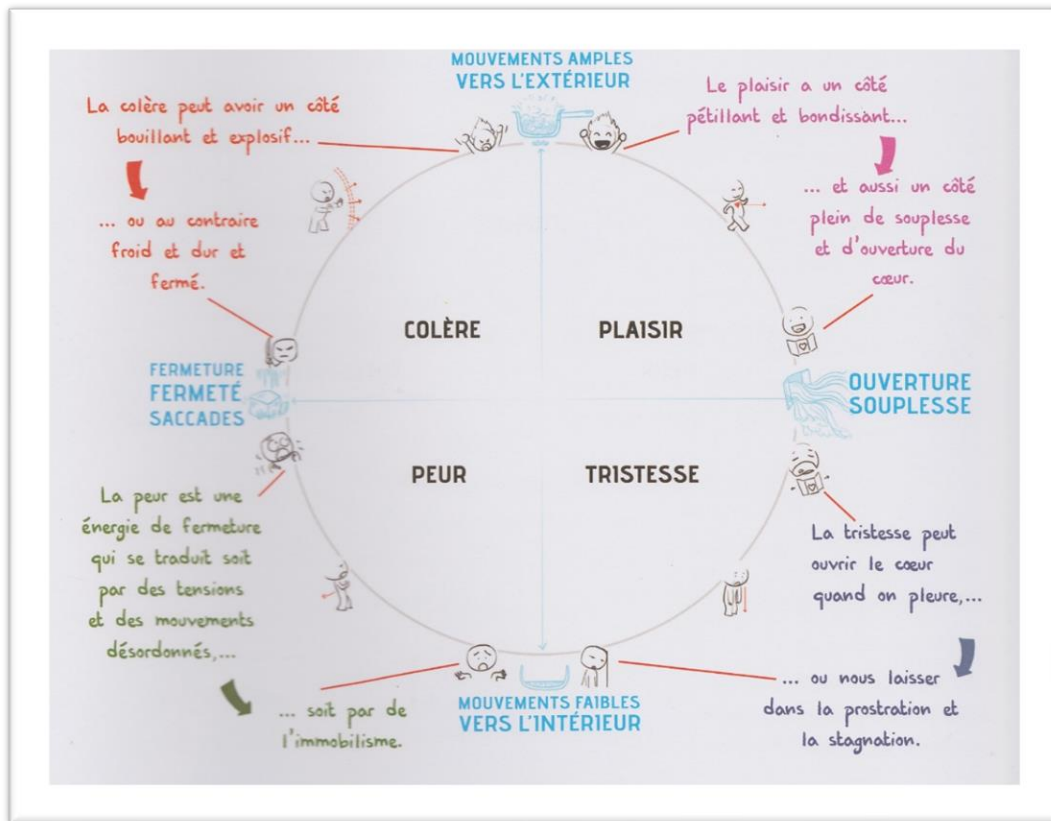 MOUVEMENTS AMPLES
VERS L'EXTÉRIEUR
La colère peut avoir un côté
bouillant et explosif...
... ou au contraire
froid et dur et
fermé.
Le plaisir a un côté
pétillant et bondissant...
... et aussi un côté
plein de souplesse
et d'ouverture du
cœur.
COLÈRE
PLAISIR
FERMETURE
FERMETÉ
SACCADES
OUVERTURE
SOUPLESSE
PEUR
TRISTESSE
La peur est une
énergie de fermeture
qui se traduit soit
par des tensions
et des mouvements
désordonnés,...
... soit par de
l'immobilisme.
La tristesse peut
ouvrir le cœur
quand on pleure,...
... ou nous laisser
dans la prostration et
la stagnation.
MOUVEMENTS FAIBLES
VERS L'INTÉRIEUR